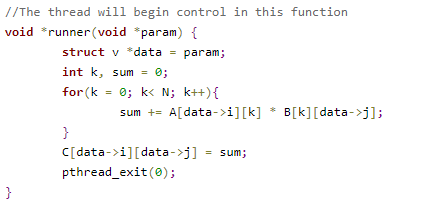 //The thread will begin control in this function
void *runner(void *param) {
struct v *data = param;
int k, sum = 0;
for(k = 0; k< N; k++){
sum += A[data->i][k] * B[k][data->j];
}
C[data->i][data->j] = sum;
pthread_exit(0);
}